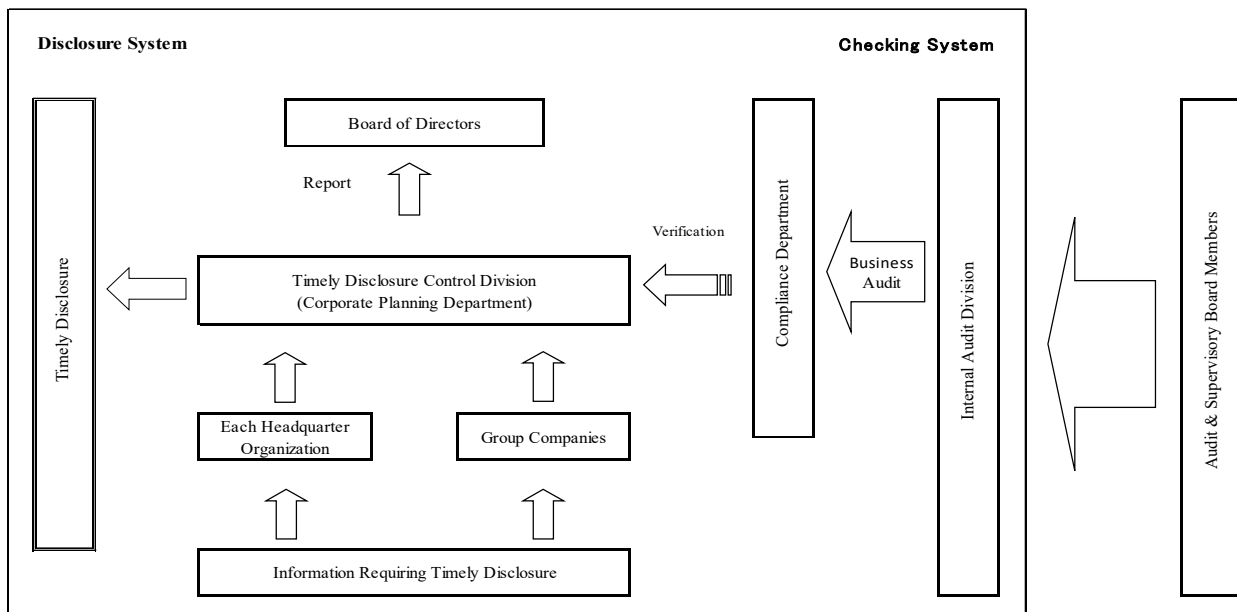 Disclosure System
Checking System
Board of Directors
Report
Verification
Timely Disclosure Control Division
(Corporate Planning Department)
Timely Disclosure
Business
Audit
Compliance Department
Internal Audit Division
Audit & Supervisory Board Members
Each Headquarter
Organization
Group Companies
Information Requiring Timely Disclosure